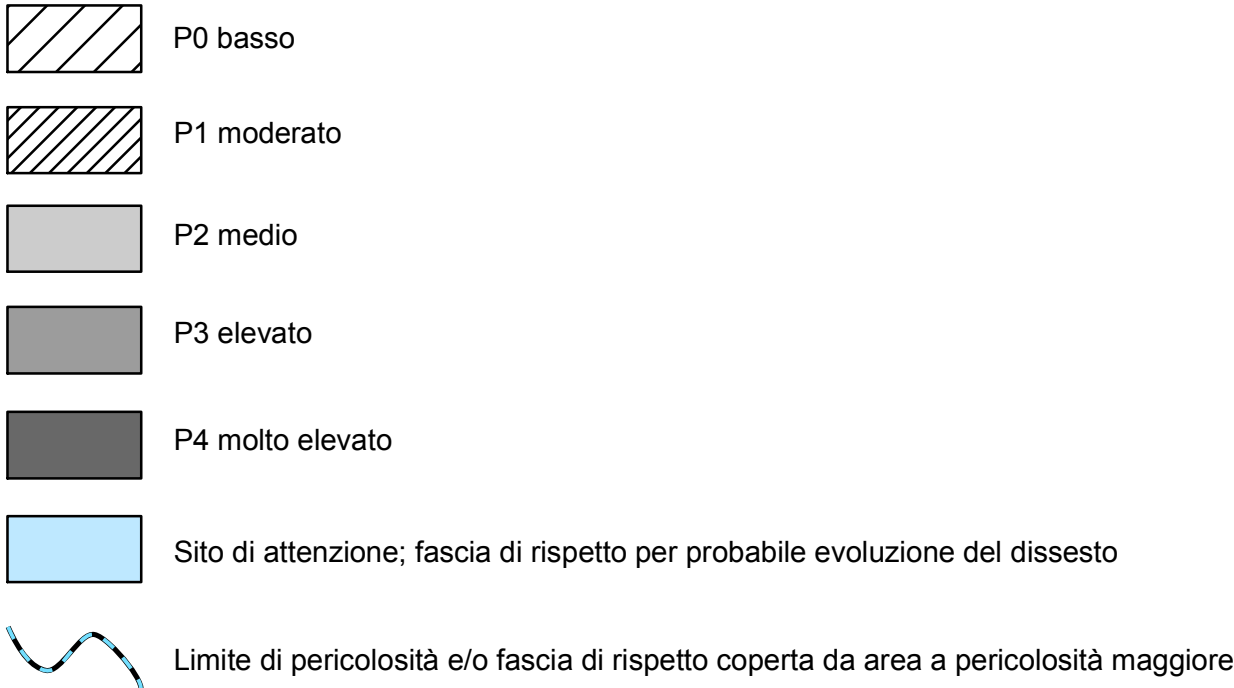 P0 basso
P1 moderato
P2 medio
P3 elevato
P4 molto elevato
Sito di attenzione; fascia di rispetto per probabile evoluzione del dissesto
Limite di pericolosità e/o fascia di rispetto coperta da area a pericolosità maggiore